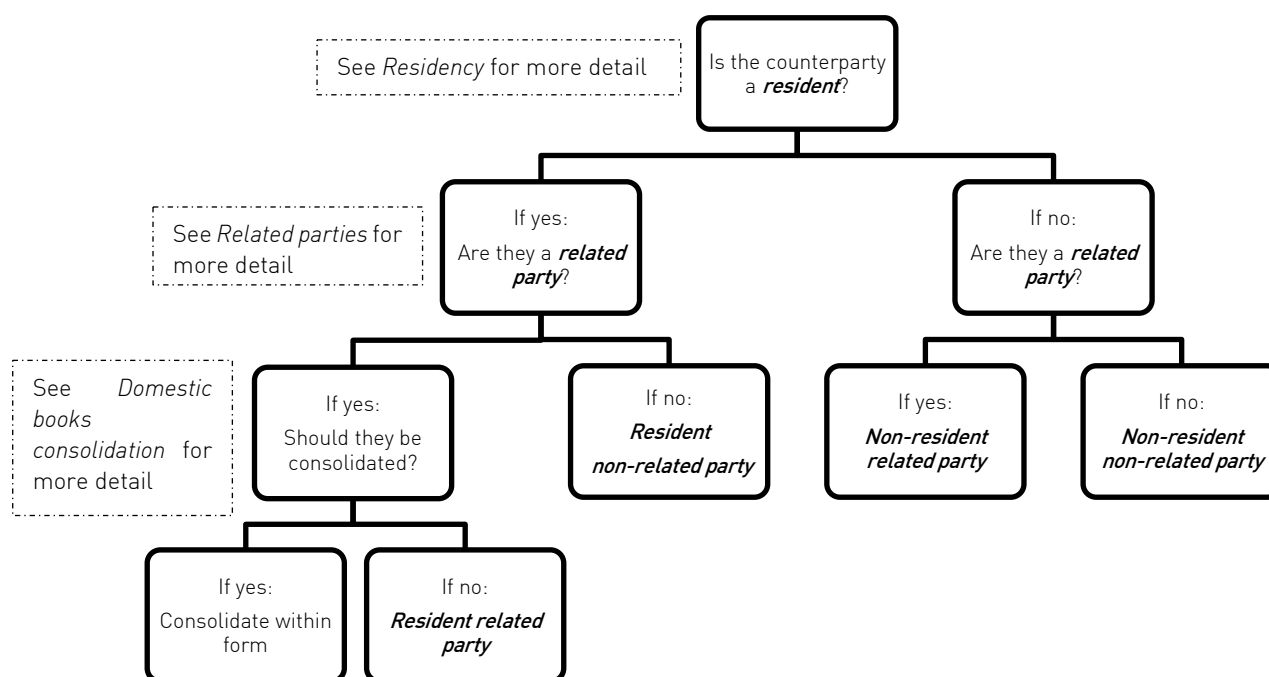 See Residency for more detail
Is the counterparty
a resident?
See Related parties for
more detail
If yes:
Are they a related
party?
If no:
Are they a related
party?
See Domestic
books
consolidation for
more detail
If yes:
Should they be
consolidated?
If no:
Resident
non-related party
If yes:
Non-resident
related party
If no:
Non-resident
non-related party
If yes:
Consolidate within
form
If no:
Resident related
party